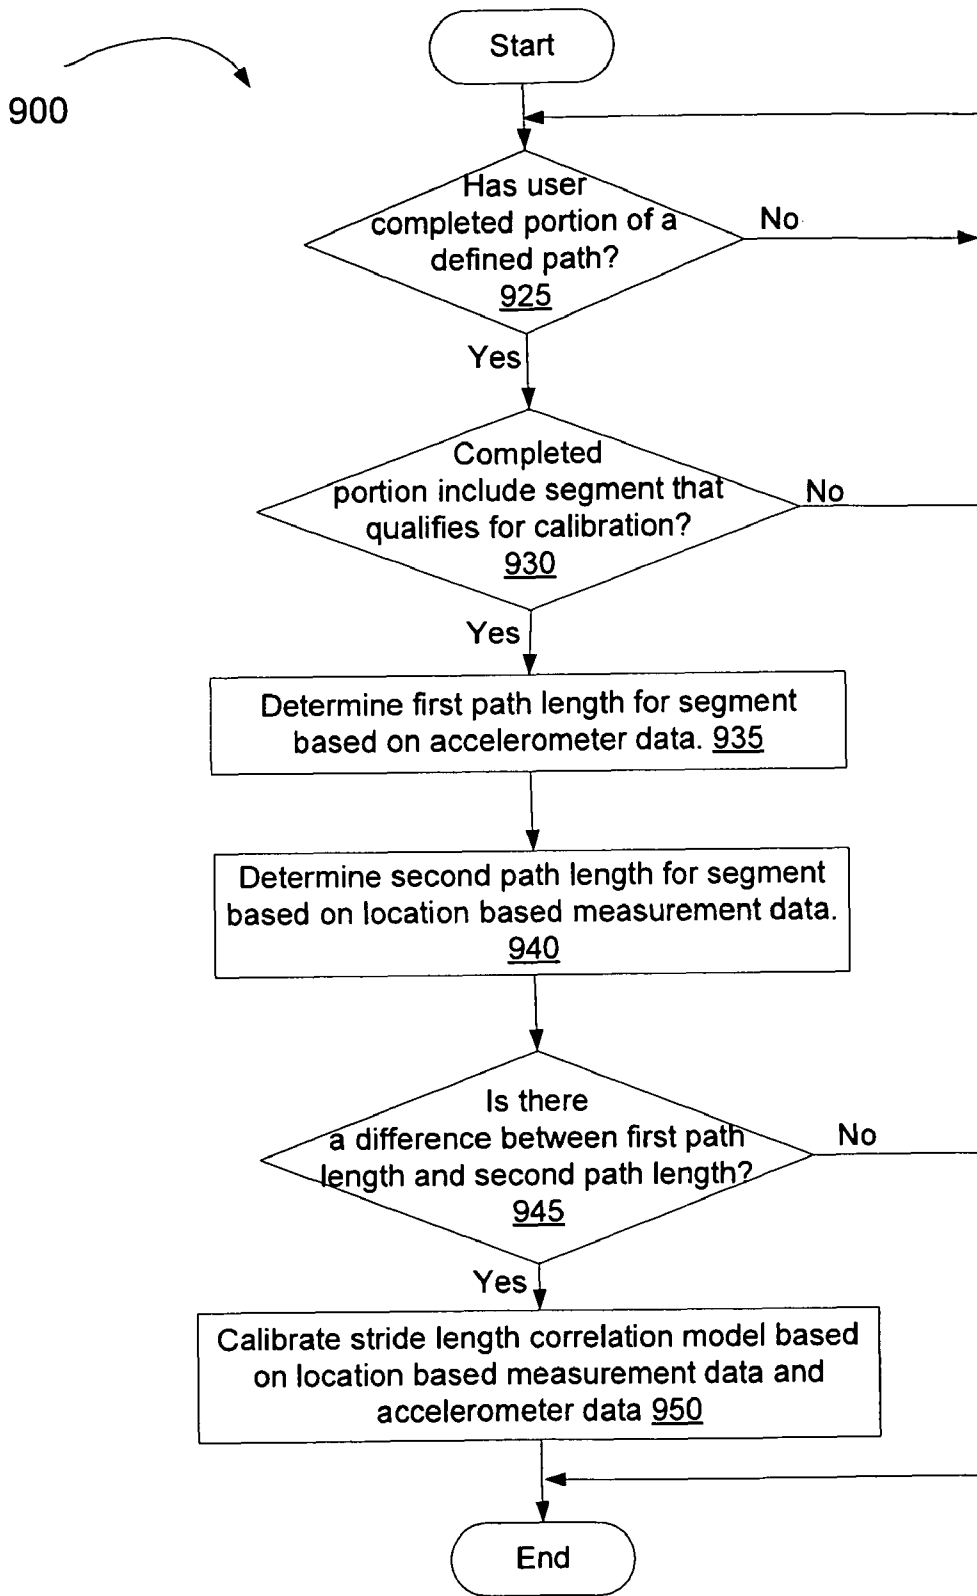 Start
900
Has user
completed portion of a
defined path?
925
No
Yes
Completed
portion include segment that
qualifies for calibration?
930
No
Yes
Determine first path length for segment
based on accelerometer data. 935
Determine second path length for segment
based on location based measurement data.
940
Is there
a difference between first path
length and second path length?
945
No
Yes
Calibrate stride length correlation model based
on location based measurement data and
accelerometer data 950
End